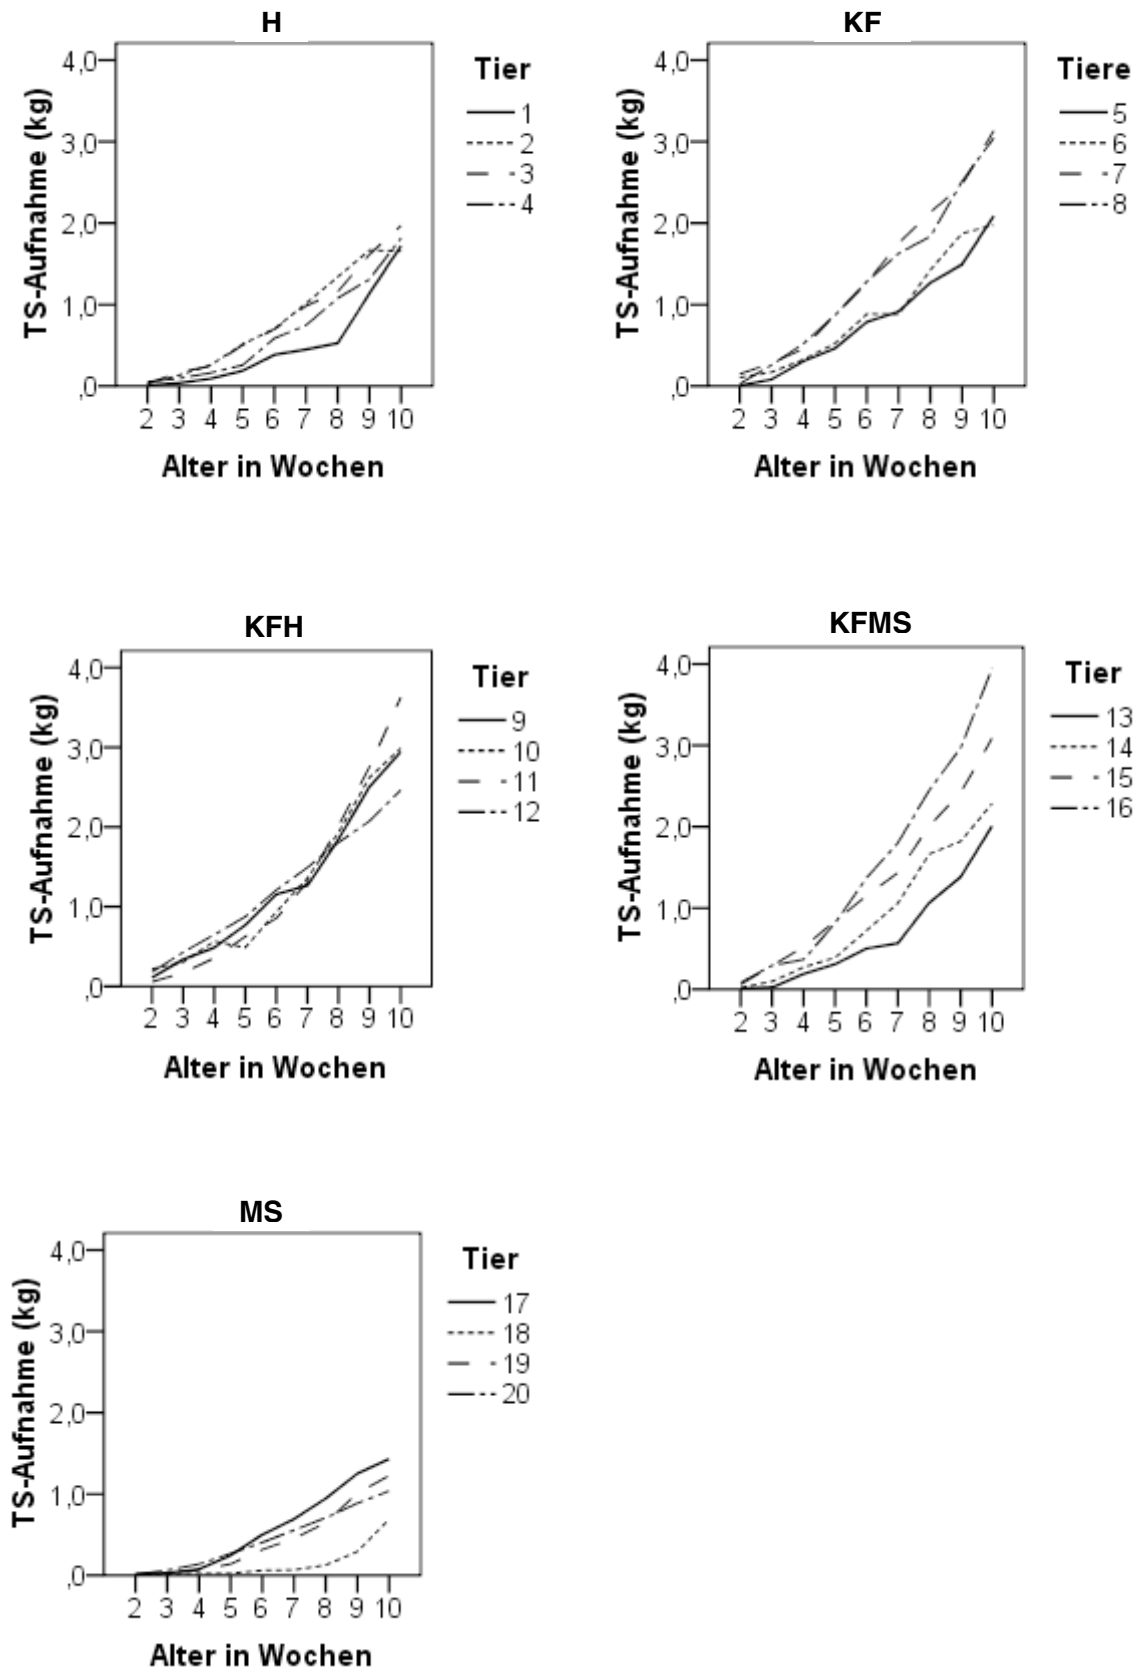 H
4,0
3,0
2,0
1,0
,0
TS-Aufnahme (kg)
2 3 4 5 6 7 8 9 10
Alter in Wochen
Tier
1
2
3
4
KF
4,0
3,0
2,0
1,0
,0
TS-Aufnahme (kg)
2 3 4 5 6 7 8 9 10
Alter in Wochen
Tiere
5
6
7
8
KFH
4,0
3,0
2,0
1,0
,0
TS-Aufnahme (kg)
2 3 4 5 6 7 8 9 10
Alter in Wochen
Tier
9
10
11
12
KFMS
4,0
3,0
2,0
1,0
,0
TS-Aufnahme (kg)
2 3 4 5 6 7 8 9 10
Alter in Wochen
Tier
13
14
15
16
MS
4,0
3,0
2,0
1,0
,0
TS-Aufnahme (kg)
2 3 4 5 6 7 8 9 10
Alter in Wochen
Tier
17
18
19
20